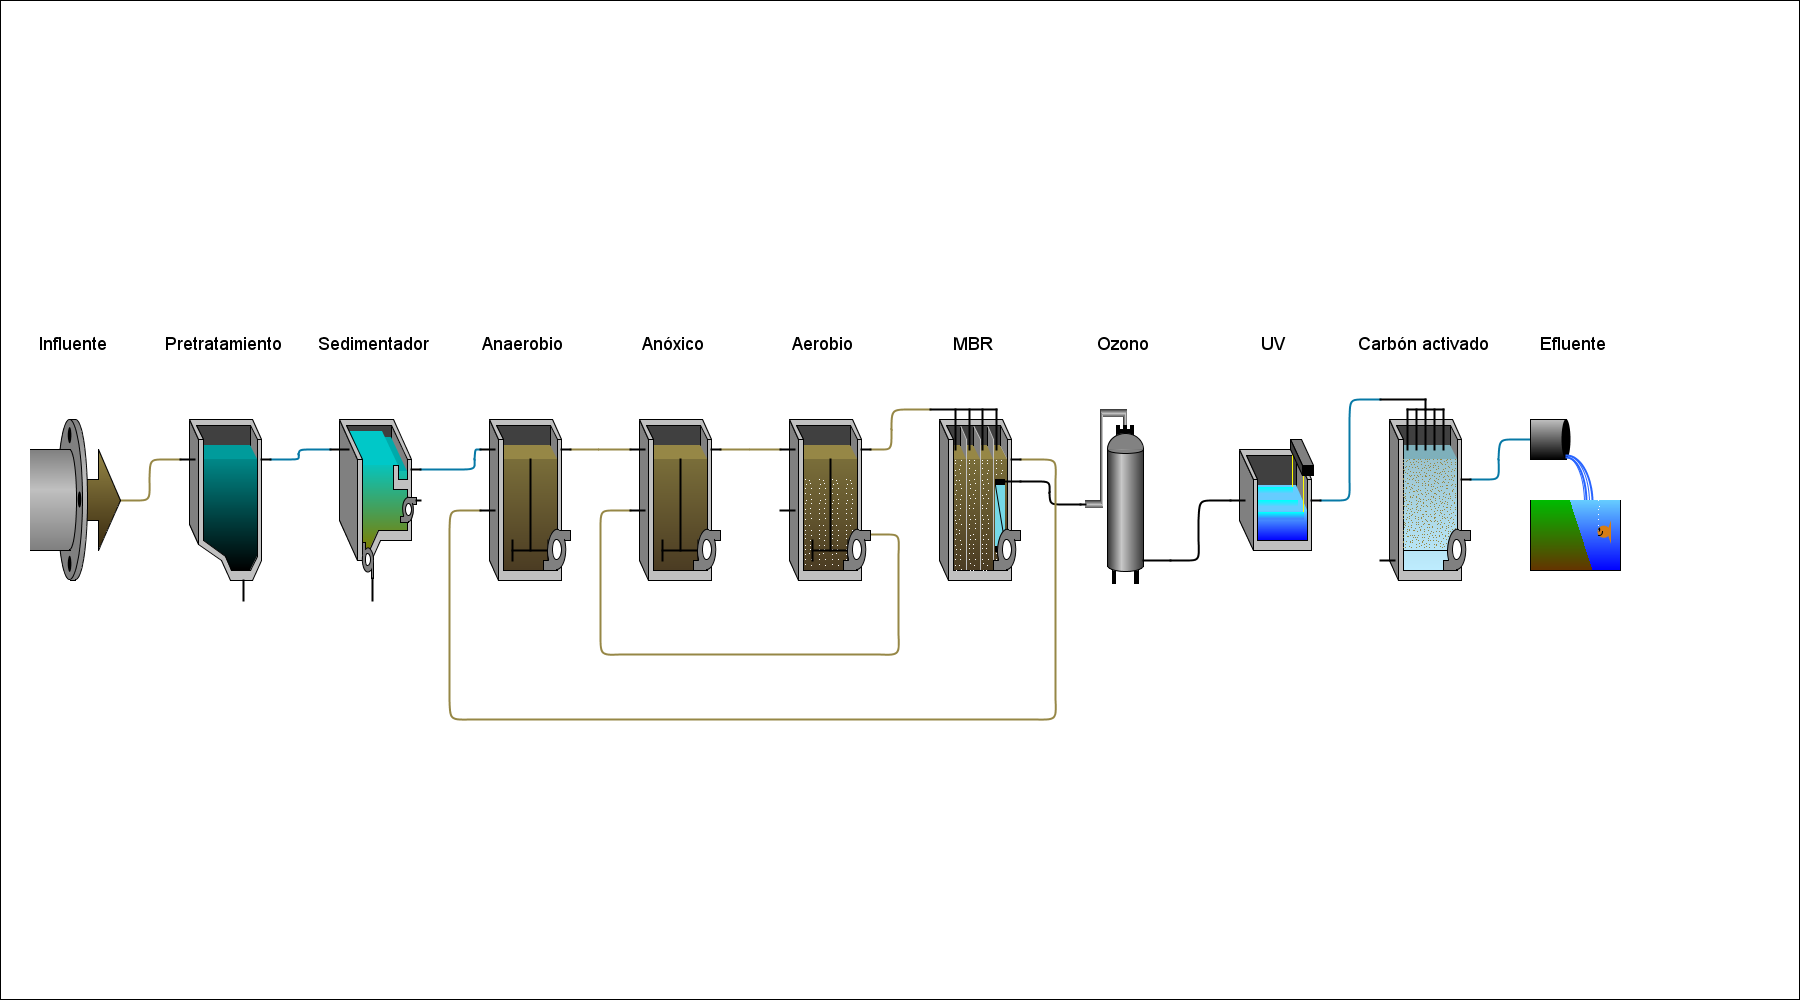 Influente
Pretratamiento
Sedimentador
Anaerobio
Anóxico
Aerobio
MBR
Ozono
UV
Carbón activado
Efluente